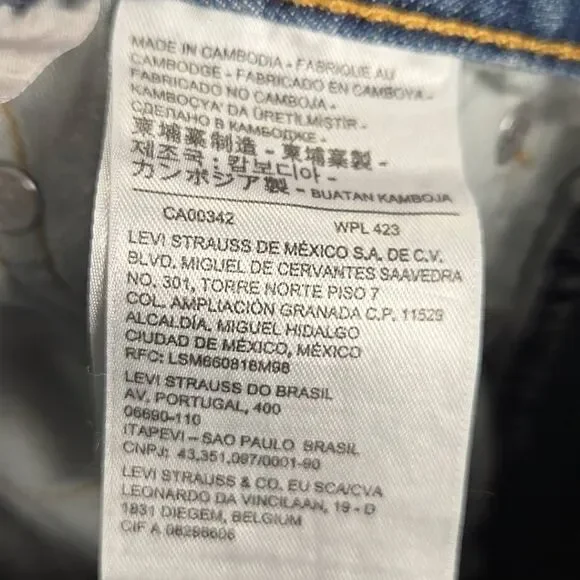 MADE IN CAMBODIA - FABRIQUE AU
CAMBODGE - FABRICADO EN CAMBOYA -
FABRICADO NO CAMBOJA -
KAMBOÇYA' DA ÜRETILMISTIR -
СДЕЛАНО В КАМБОДЖЕ -
柬埔寨制造 - 柬埔寨製 -
제조국 : 캄보디아 -
カンボジア製 - BUATAN KAMBOJA
CA00342 WPL 423
LEVI STRAUSS DE MÉXICO S.A. DE C.V.
BLVD. MIGUEL DE CERVANTES SAAVEDRA
NO. 301, TORRE NORTE PISO 7
COL. AMPLIACIÓN GRANADA C.P. 11529
ALCALDÍA. MIGUEL HIDALGO
CIUDAD DE MÉXICO, MÉXICO
RFC: LSM660818M98
LEVI STRAUSS DO BRASIL
AV. PORTUGAL, 400
06690-110
ITAPEVI – SAO PAULO BRASIL
CNPJ: 43,351,097/0001-90
LEVI STRAUSS & CO. EU SCA/CVA
LEONARDO DA VINCILAAN, 19 - D
1831 DIEGEM, BELGIUM
CIF A 08298606